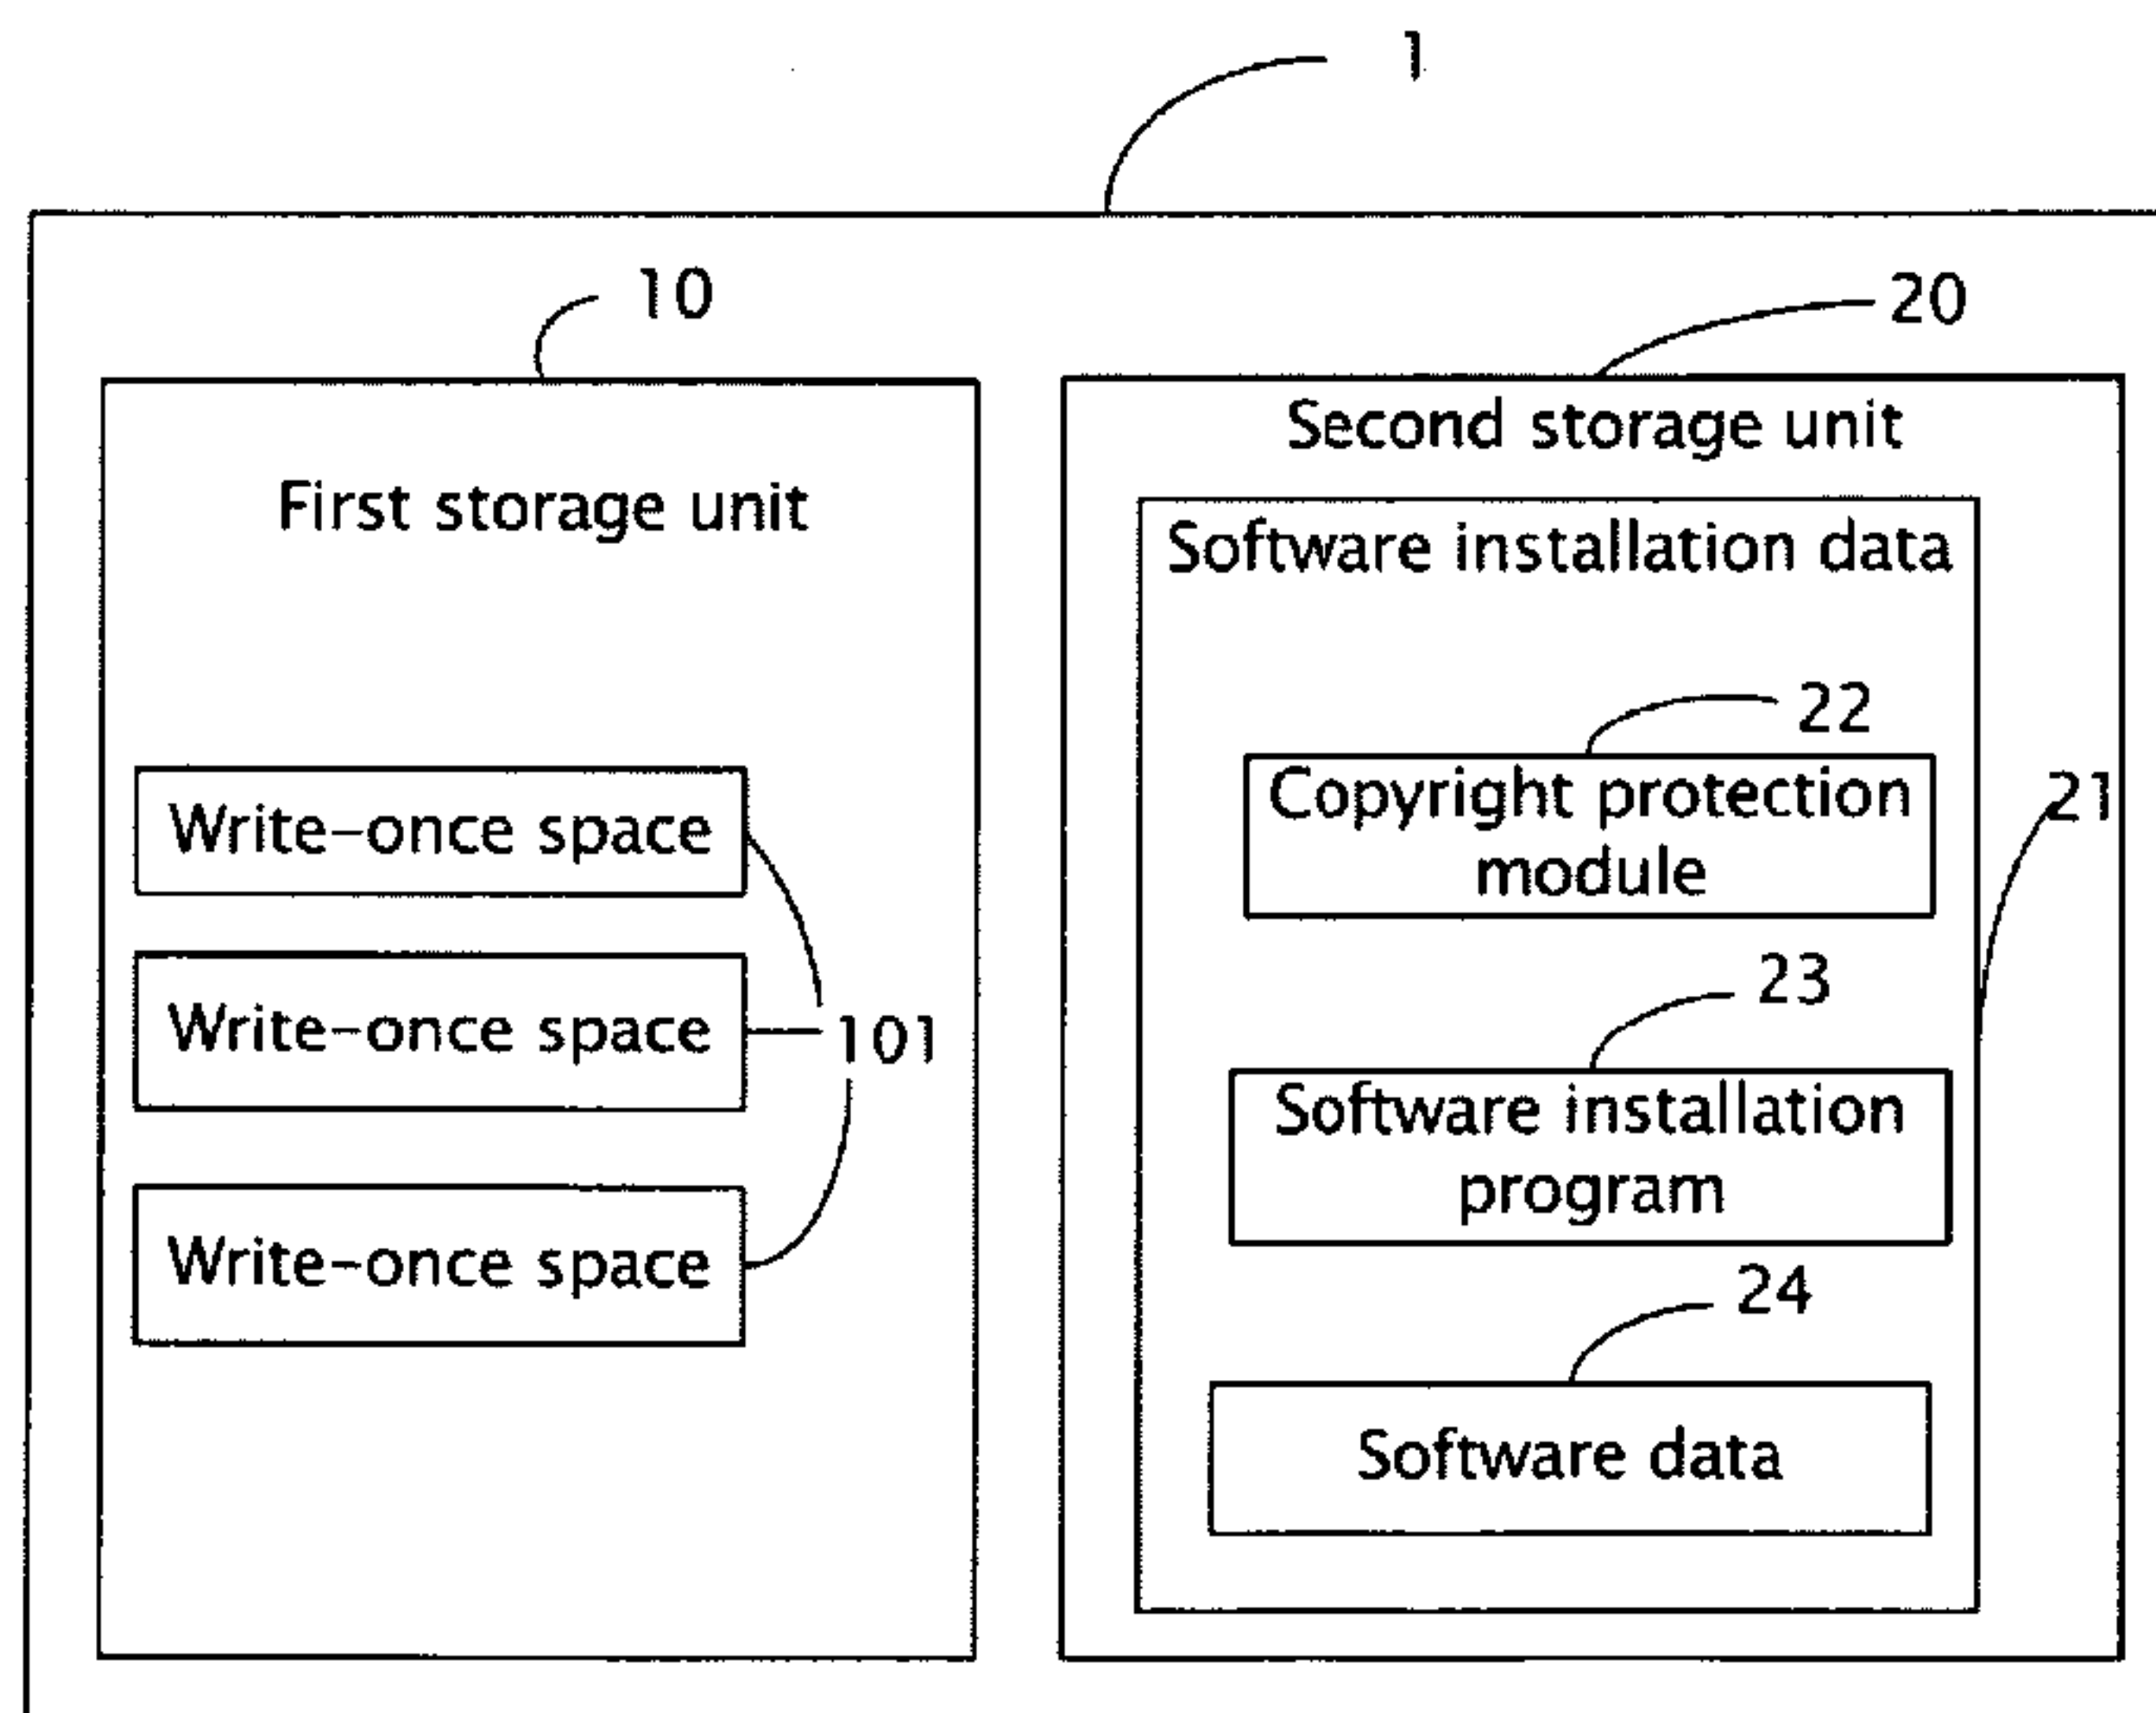 1
10
20
First storage unit
Write-once space
Write-once space
Write-once space
101
Second storage unit
Software installation data
22
Copyright protection
module
21
23
Software installation
program
24
Software data